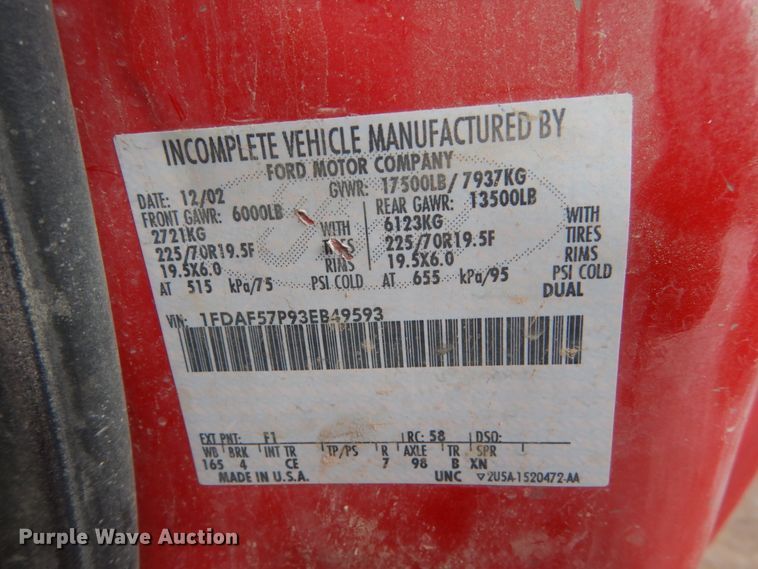 INCOMPLETE VEHICLE MANUFACTURED BY
FORD MOTOR COMPANY
DATE: 12/02 GVWR: 17500LB/ 7937KG
FRONT GAWR: 6000LB REAR GAWR: 13500LB
2721KG WITH 6123KG WITH
225/70R19.5F TIRES 225/70R19.5F TIRES
19.5X6.0 RIMS 19.5X6.0 RIMS
AT 515 kPa/75 PSI COLD AT 655 kPa/95 PSI COLD
DUAL
VIN: 1FDAF57P93EB49593
EXT PNT: F1 RC: 58 DSO:
WB BRK INT TR TP/PS R AXLE TR SPR
165 4 CE 7 98 B XN
MADE IN U.S.A. UNC ▽2U5A-1520472-AA
Purple Wave Auction®